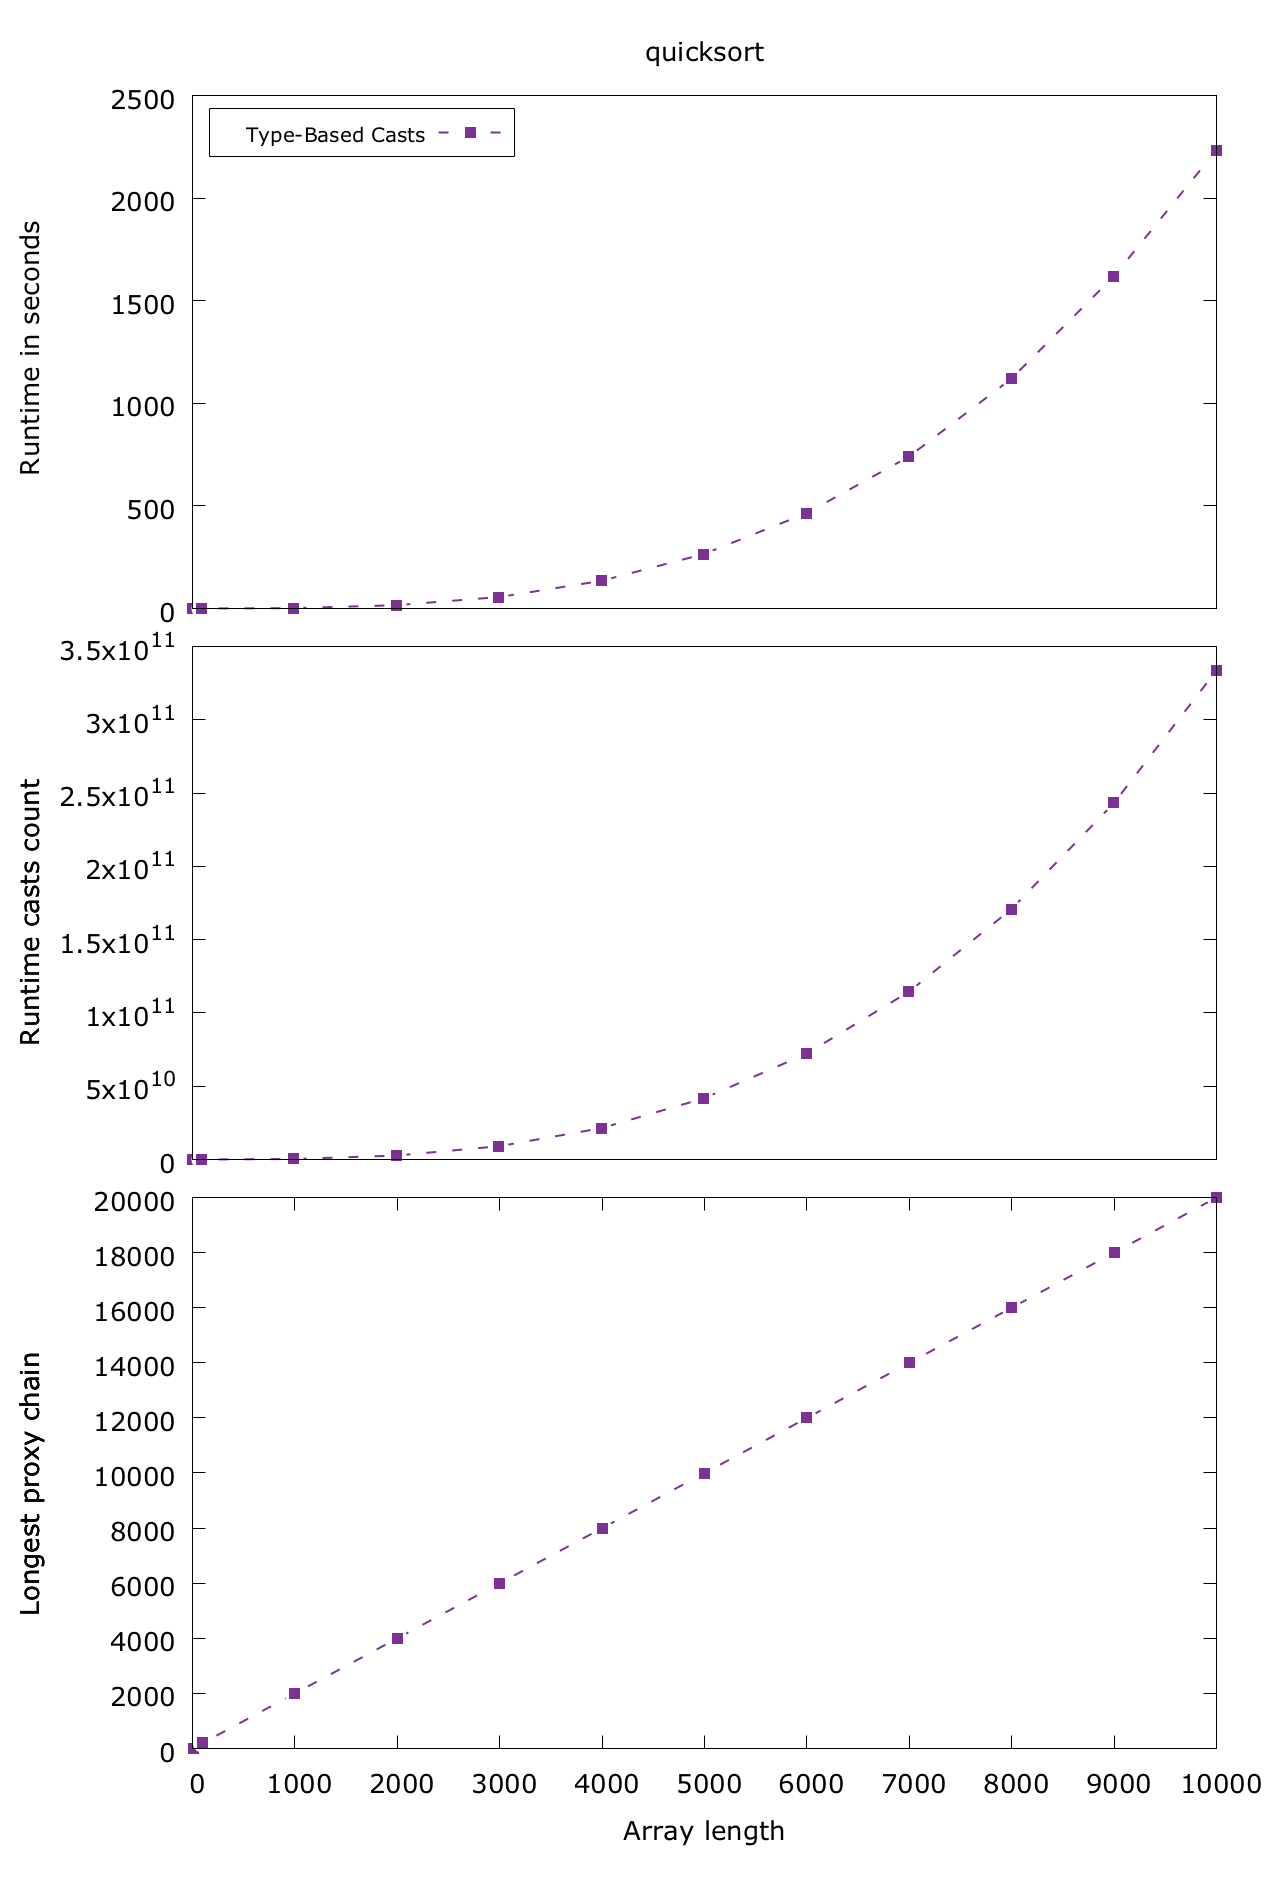 quicksort
Type-Based Casts
Runtime in seconds
2500
2000
1500
1000
500
0
Runtime casts count
3.5x10^11
3x10^11
2.5x10^11
2x10^11
1.5x10^11
1x10^11
5x10^10
0
Longest proxy chain
20000
18000
16000
14000
12000
10000
8000
6000
4000
2000
0
0 1000 2000 3000 4000 5000 6000 7000 8000 9000 10000
Array length